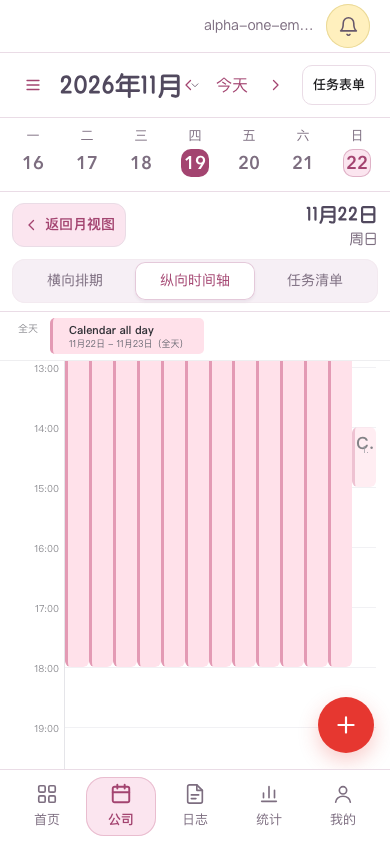 alpha-one-em...
2026年11月
今天
任务表单
一 二 三 四 五 六 日
16 17 18 19 20 21 22
返回月视图
11月22日
周日
横向排期
纵向时间轴
任务清单
全天
Calendar all day
11月22日 – 11月23日（全天）
13:00
14:00
C.
15:00
16:00
17:00
18:00
19:00
首页
公司
日志
统计
我的